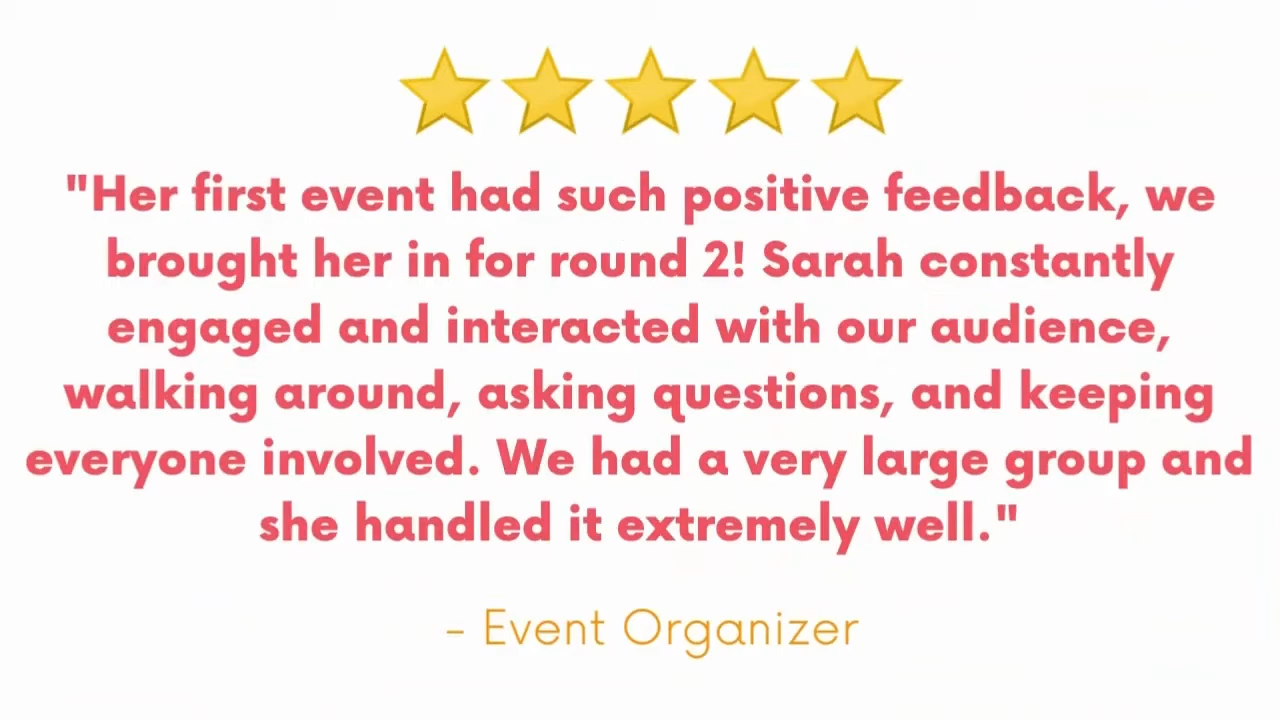 "Her first event had such positive feedback, we
brought her in for round 2! Sarah constantly
engaged and interacted with our audience,
walking around, asking questions, and keeping
everyone involved. We had a very large group and
she handled it extremely well."
- Event Organizer